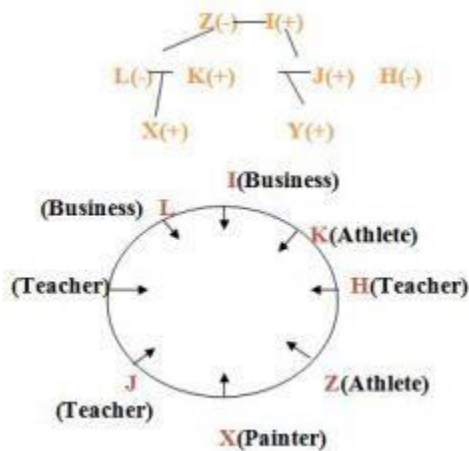 Z(-) I(+)
L(-) K(+) J(+) H(-)
X(+) Y(+)
I(Business)
(Business) L
K(Athlete)
(Teacher) H(Teacher)
J Z(Athlete)
(Teacher)
X(Painter)